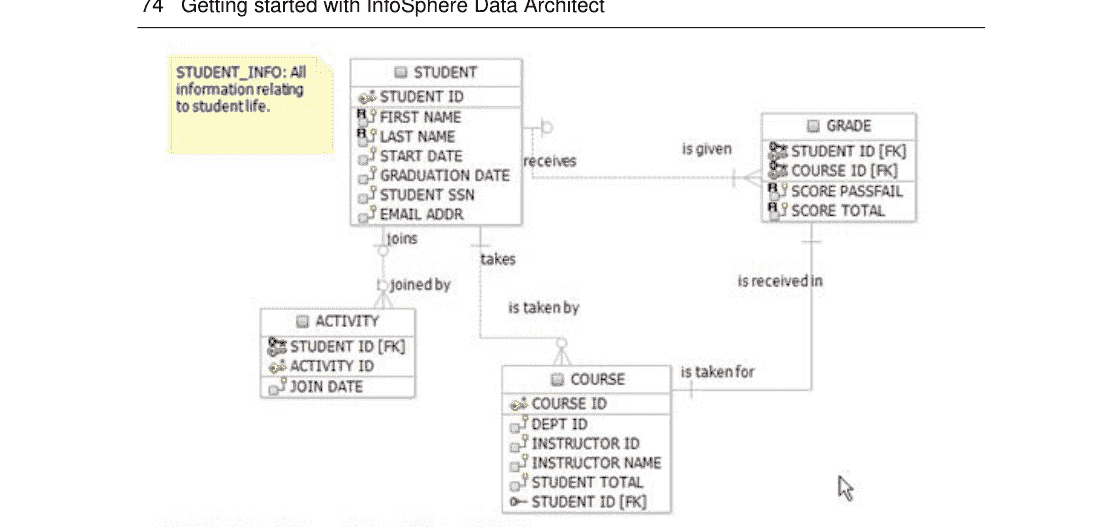 74 Getting started with InfoSphere Data Architect
STUDENT_INFO: All
information relating
to student life.
STUDENT
STUDENT ID
FIRST NAME
LAST NAME
START DATE
GRADUATION DATE
STUDENT SSN
EMAIL ADDR
receives
is given
GRADE
STUDENT ID [FK]
COURSE ID [FK]
SCORE PASSFAIL
SCORE TOTAL
joins
joined by
takes
is taken by
is received in
is taken for
ACTIVITY
STUDENT ID [FK]
ACTIVITY ID
JOIN DATE
COURSE
COURSE ID
DEPT ID
INSTRUCTOR ID
INSTRUCTOR NAME
STUDENT TOTAL
STUDENT ID [FK]